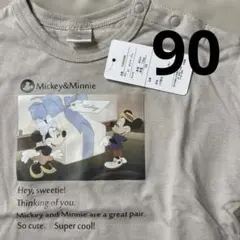 90
Mickey&Minnie
Hey, sweetie!
Thinking of you.
Mickey and Minnie are a great pair.
So cute. Super cool!